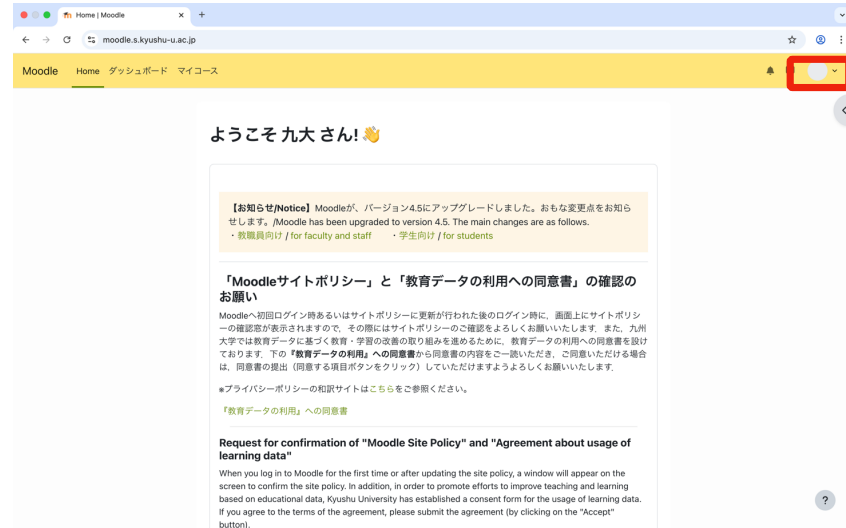 Home | Moodle
moodle.s.kyushu-u.ac.jp
Moodle Home ダッシュボード マイコース
ようこそ 九大 さん! 👋
【お知らせ/Notice】Moodleが、バージョン4.5にアップグレードしました。おもな変更点をお知ら
せします。/Moodle has been upgraded to version 4.5. The main changes are as follows.
・教職員向け / for faculty and staff ・学生向け / for students
「Moodleサイトポリシー」と「教育データの利用への同意書」の確認の
お願い
Moodleへ初回ログイン時あるいはサイトポリシーに更新が行われた後のログイン時に，画面上にサイトポリシ
ーの確認窓が表示されますので，その際にはサイトポリシーのご確認をよろしくお願いいたします．また，九州
大学では教育データに基づく教育・学習の改善の取り組みを進めるために，教育データの利用への同意書を設け
ております．下の『教育データの利用』への同意書から同意書の内容をご一読いただき，ご同意いただける場合
は，同意書の提出（同意する項目ボタンをクリック）していただけますようよろしくお願いいたします．
※プライバシーポリシーの和訳サイトはこちらをご参照ください。
『教育データの利用』への同意書
Request for confirmation of "Moodle Site Policy" and "Agreement about usage of
learning data"
When you log in to Moodle for the first time or after updating the site policy, a window will appear on the
screen to confirm the site policy. In addition, in order to promote efforts to improve teaching and learning
based on educational data, Kyushu University has established a consent form for the usage of learning data.
If you agree to the terms of the agreement, please submit the agreement (by clicking on the "Accept"
button).
?